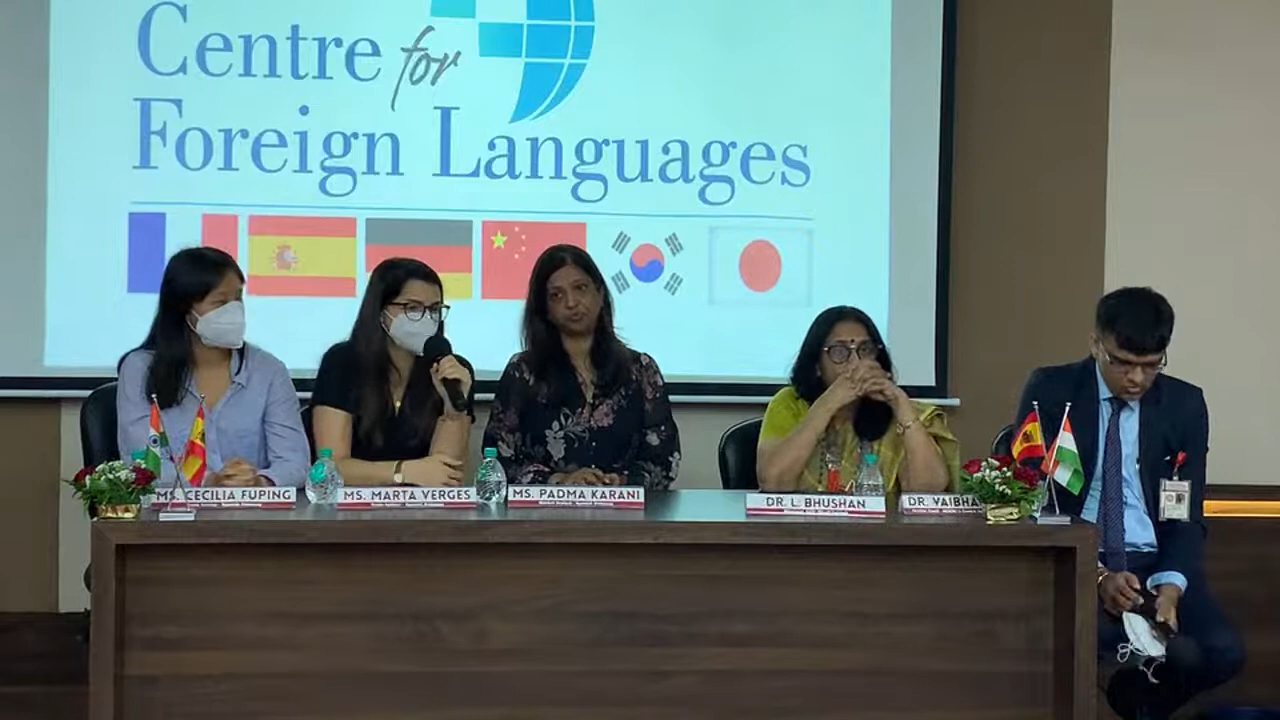 Centre for
Foreign Languages
MS. CECILIA FUPING
MS. MARTA VERGES
MS. PADMA KARANI
DR. L. BHUSHAN
DR. VAIBHA